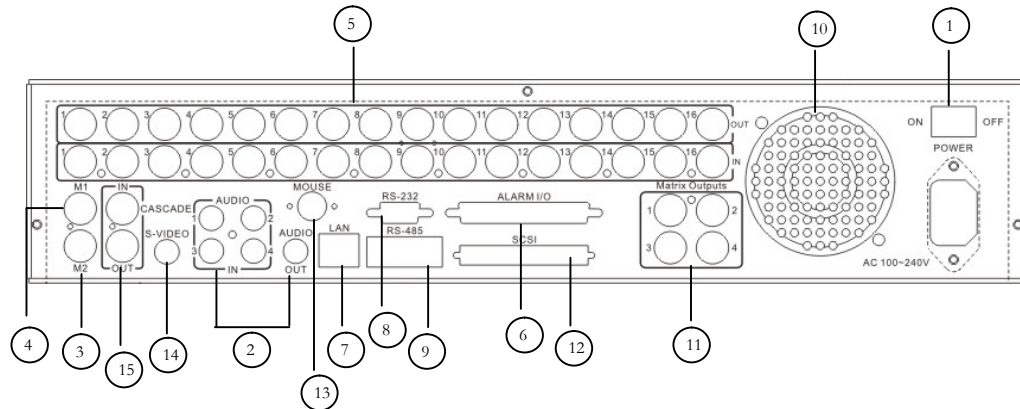 5 10 1
1 2 3 4 5 6 7 8 9 10 11 12 13 14 15 16 OUT
1 2 3 4 5 6 7 8 9 10 11 12 13 14 15 16 IN
ON OFF
POWER
M1 IN MOUSE Matrix Outputs
CASCADE AUDIO RS-232 ALARM I/O
1 2 1 2
S-VIDEO AUDIO LAN RS-485 SCSI
3 4 3 4
M2 OUT IN OUT AC 100~240V
4 3 15 14 2 7 8 9 6 12 11
13